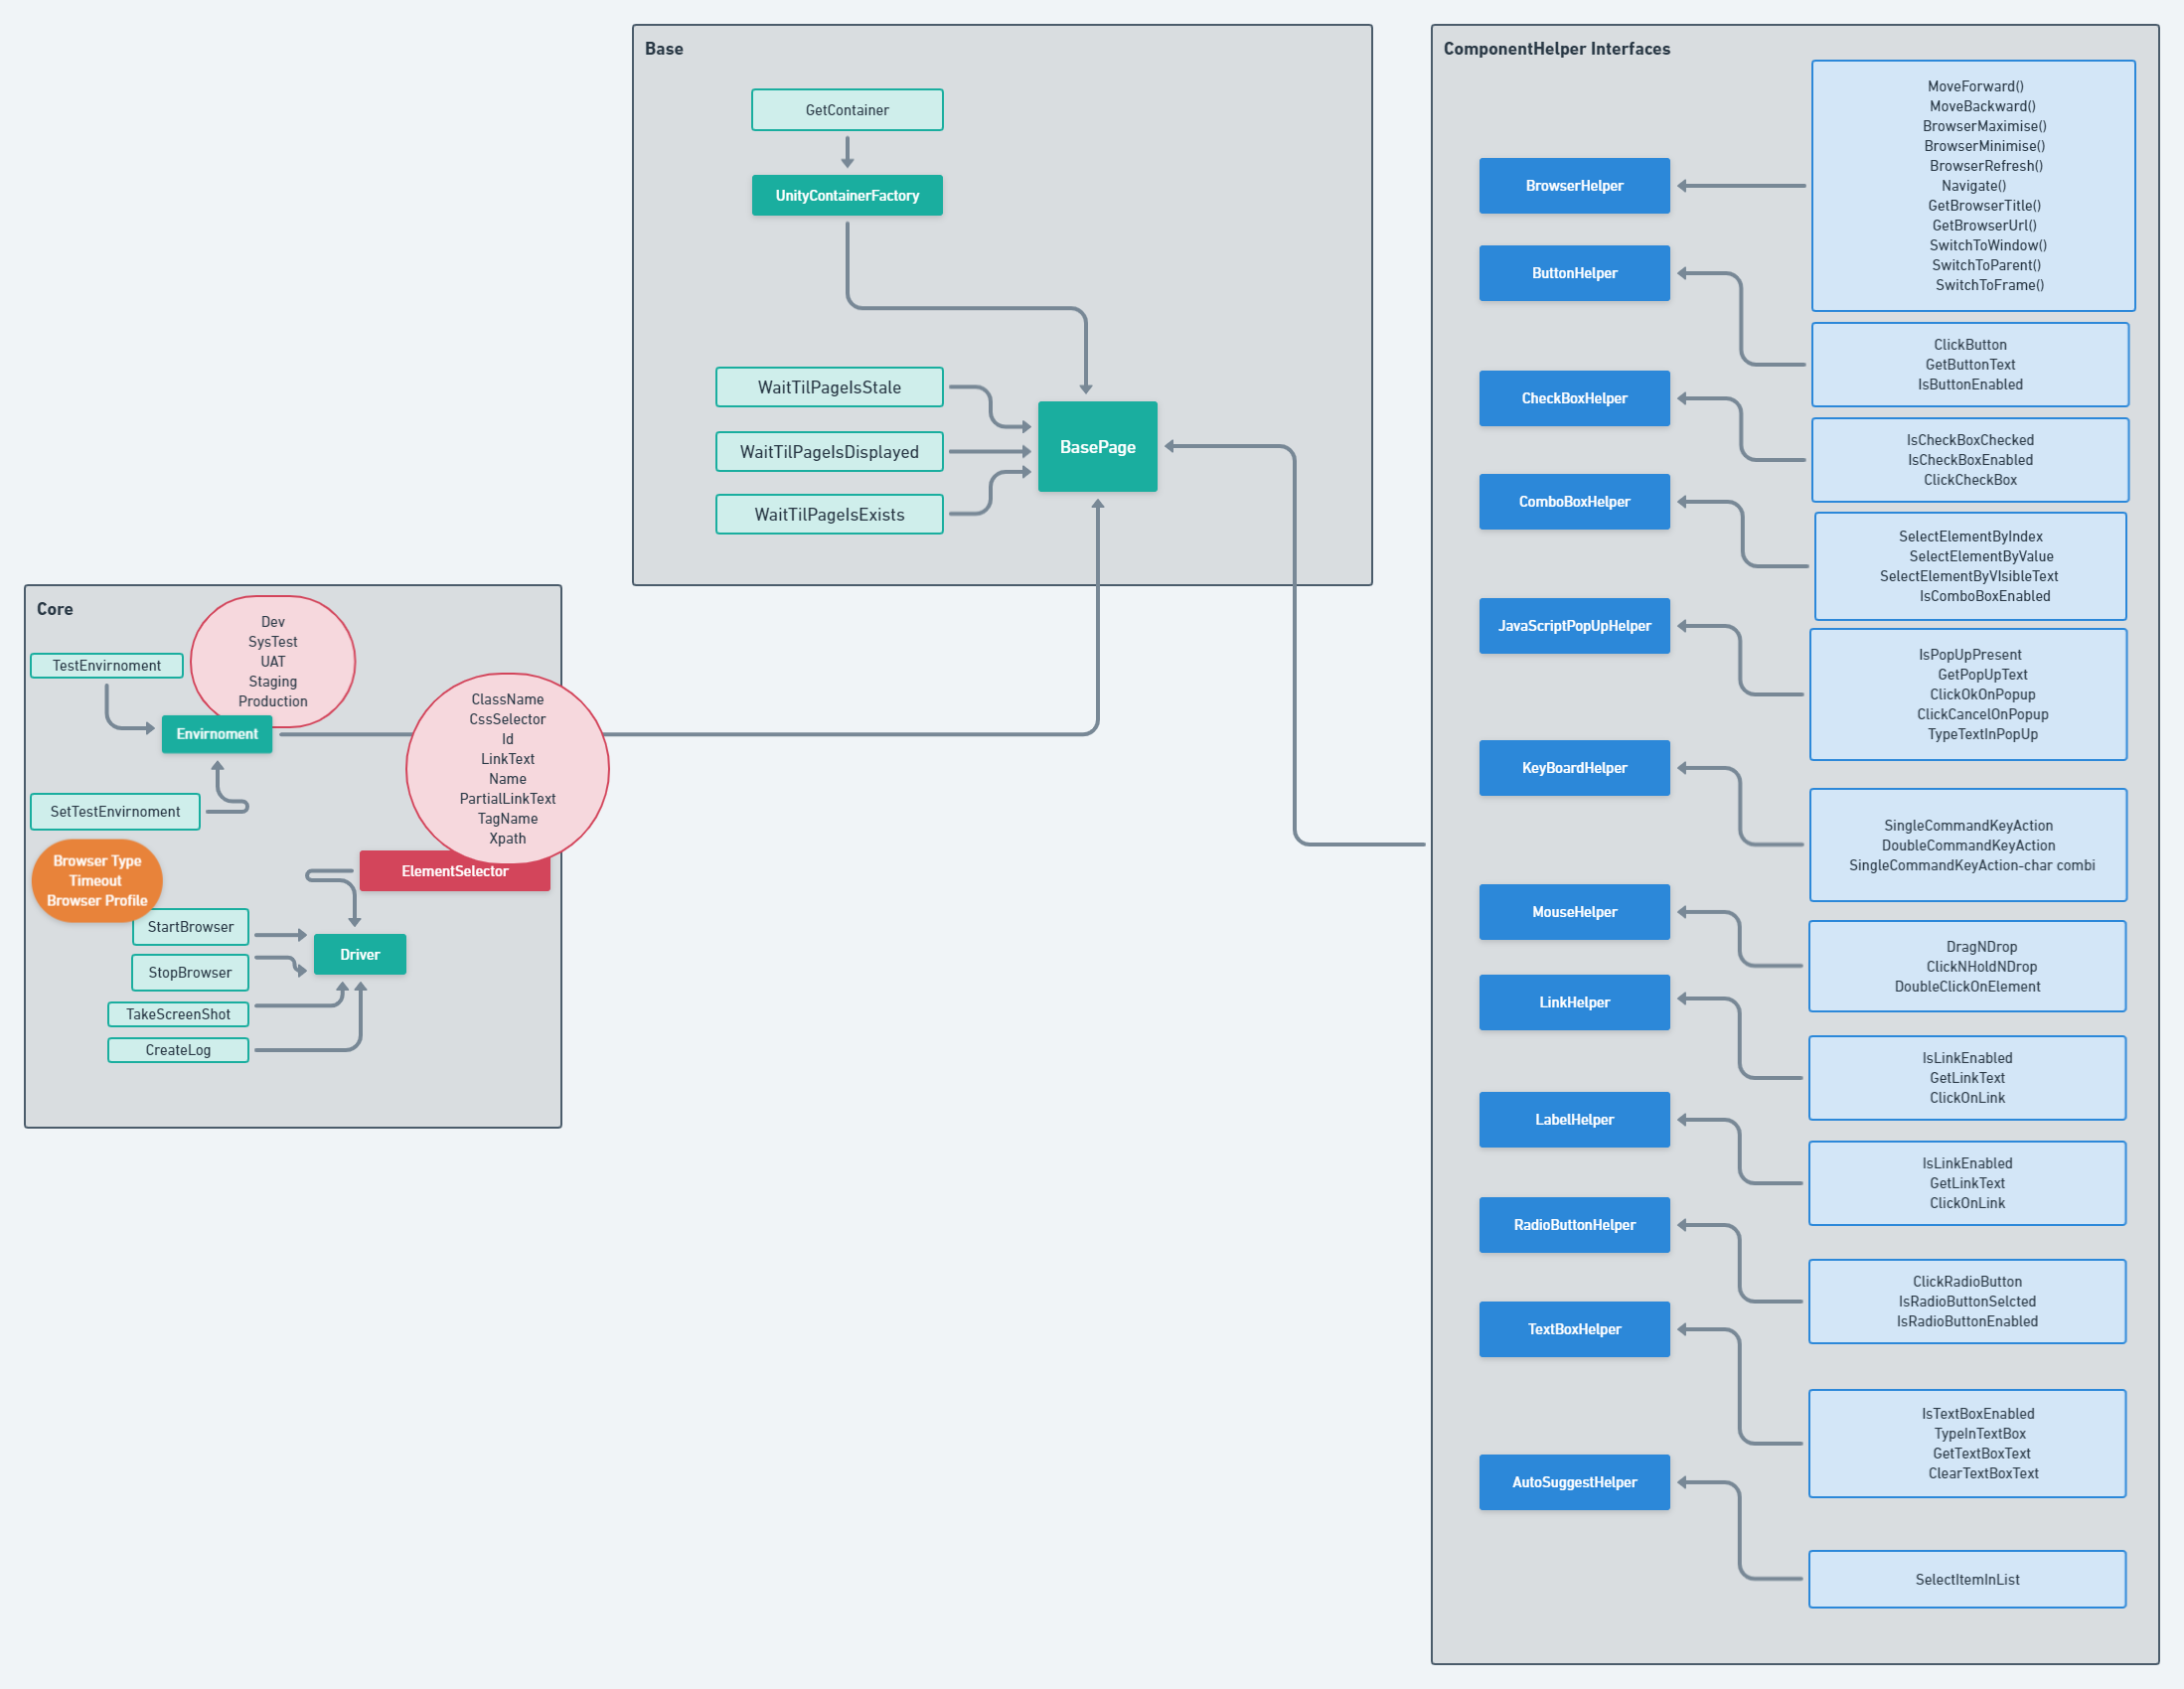 Base
GetContainer
UnityContainerFactory
WaitTilPageIsStale
WaitTilPageIsDisplayed
WaitTilPageIsExists
BasePage
Core
Dev
SysTest
UAT
Staging
Production
TestEnvirnoment
Envirnoment
SetTestEnvirnoment
ClassName
CssSelector
Id
LinkText
Name
PartialLinkText
TagName
Xpath
ElementSelector
Browser Type
Timeout
Browser Profile
StartBrowser
StopBrowser
TakeScreenShot
CreateLog
Driver
ComponentHelper Interfaces
BrowserHelper
MoveForward()
MoveBackward()
BrowserMaximise()
BrowserMinimise()
BrowserRefresh()
Navigate()
GetBrowserTitle()
GetBrowserUrl()
SwitchToWindow()
SwitchToParent()
SwitchToFrame()
ButtonHelper
ClickButton
GetButtonText
IsButtonEnabled
CheckBoxHelper
IsCheckBoxChecked
IsCheckBoxEnabled
ClickCheckBox
ComboBoxHelper
SelectElementByIndex
SelectElementByValue
SelectElementByVIsibleText
IsComboBoxEnabled
JavaScriptPopUpHelper
IsPopUpPresent
GetPopUpText
ClickOkOnPopup
ClickCancelOnPopup
TypeTextInPopUp
KeyBoardHelper
SingleCommandKeyAction
DoubleCommandKeyAction
SingleCommandKeyAction-char combi
MouseHelper
DragNDrop
ClickNHoldNDrop
DoubleClickOnElement
LinkHelper
IsLinkEnabled
GetLinkText
ClickOnLink
LabelHelper
IsLinkEnabled
GetLinkText
ClickOnLink
RadioButtonHelper
ClickRadioButton
IsRadioButtonSelcted
IsRadioButtonEnabled
TextBoxHelper
IsTextBoxEnabled
TypeInTextBox
GetTextBoxText
ClearTextBoxText
AutoSuggestHelper
SelectItemInList